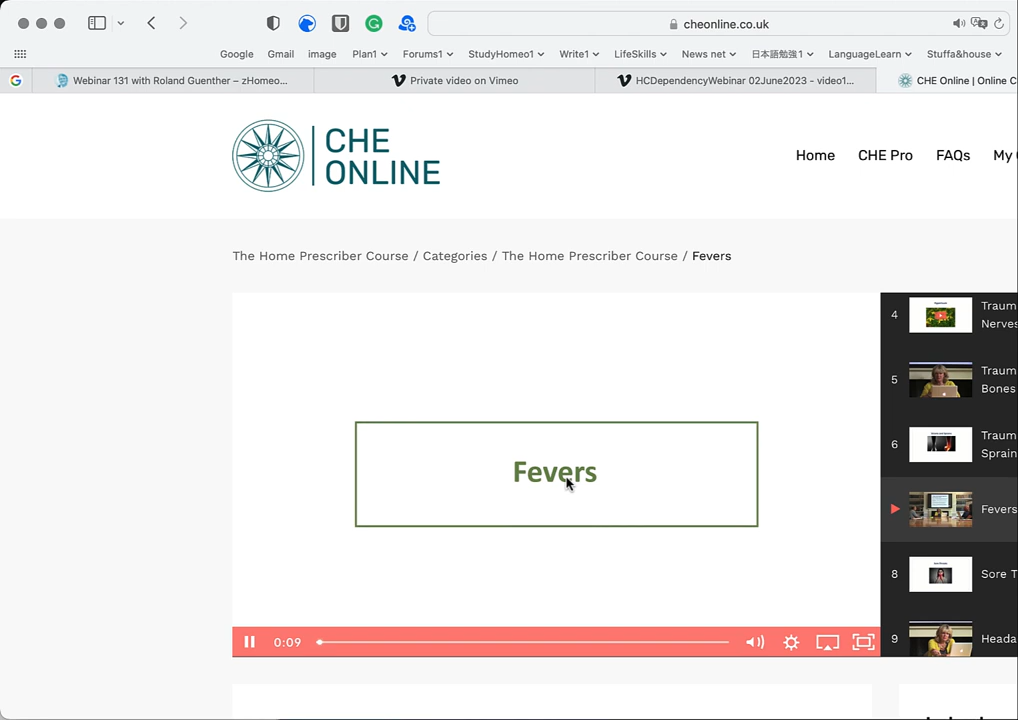 cheonline.co.uk
Google Gmail image Plan1 Forums1 StudyHomeo1 Write1 LifeSkills News net 日本語勉強1 LanguageLearn Stuffa&house
Webinar 131 with Roland Guenther – zHomeo... Private video on Vimeo HCDependencyWebinar 02June2023 - video1... CHE Online | Online C
CHE
ONLINE
Home CHE Pro FAQs My
The Home Prescriber Course / Categories / The Home Prescriber Course / Fevers
4 Traum
Nerves
5 Traum
Bones
6 Traum
Sprain
Fevers
Fevers
8 Sore T
9 Heada
0:09